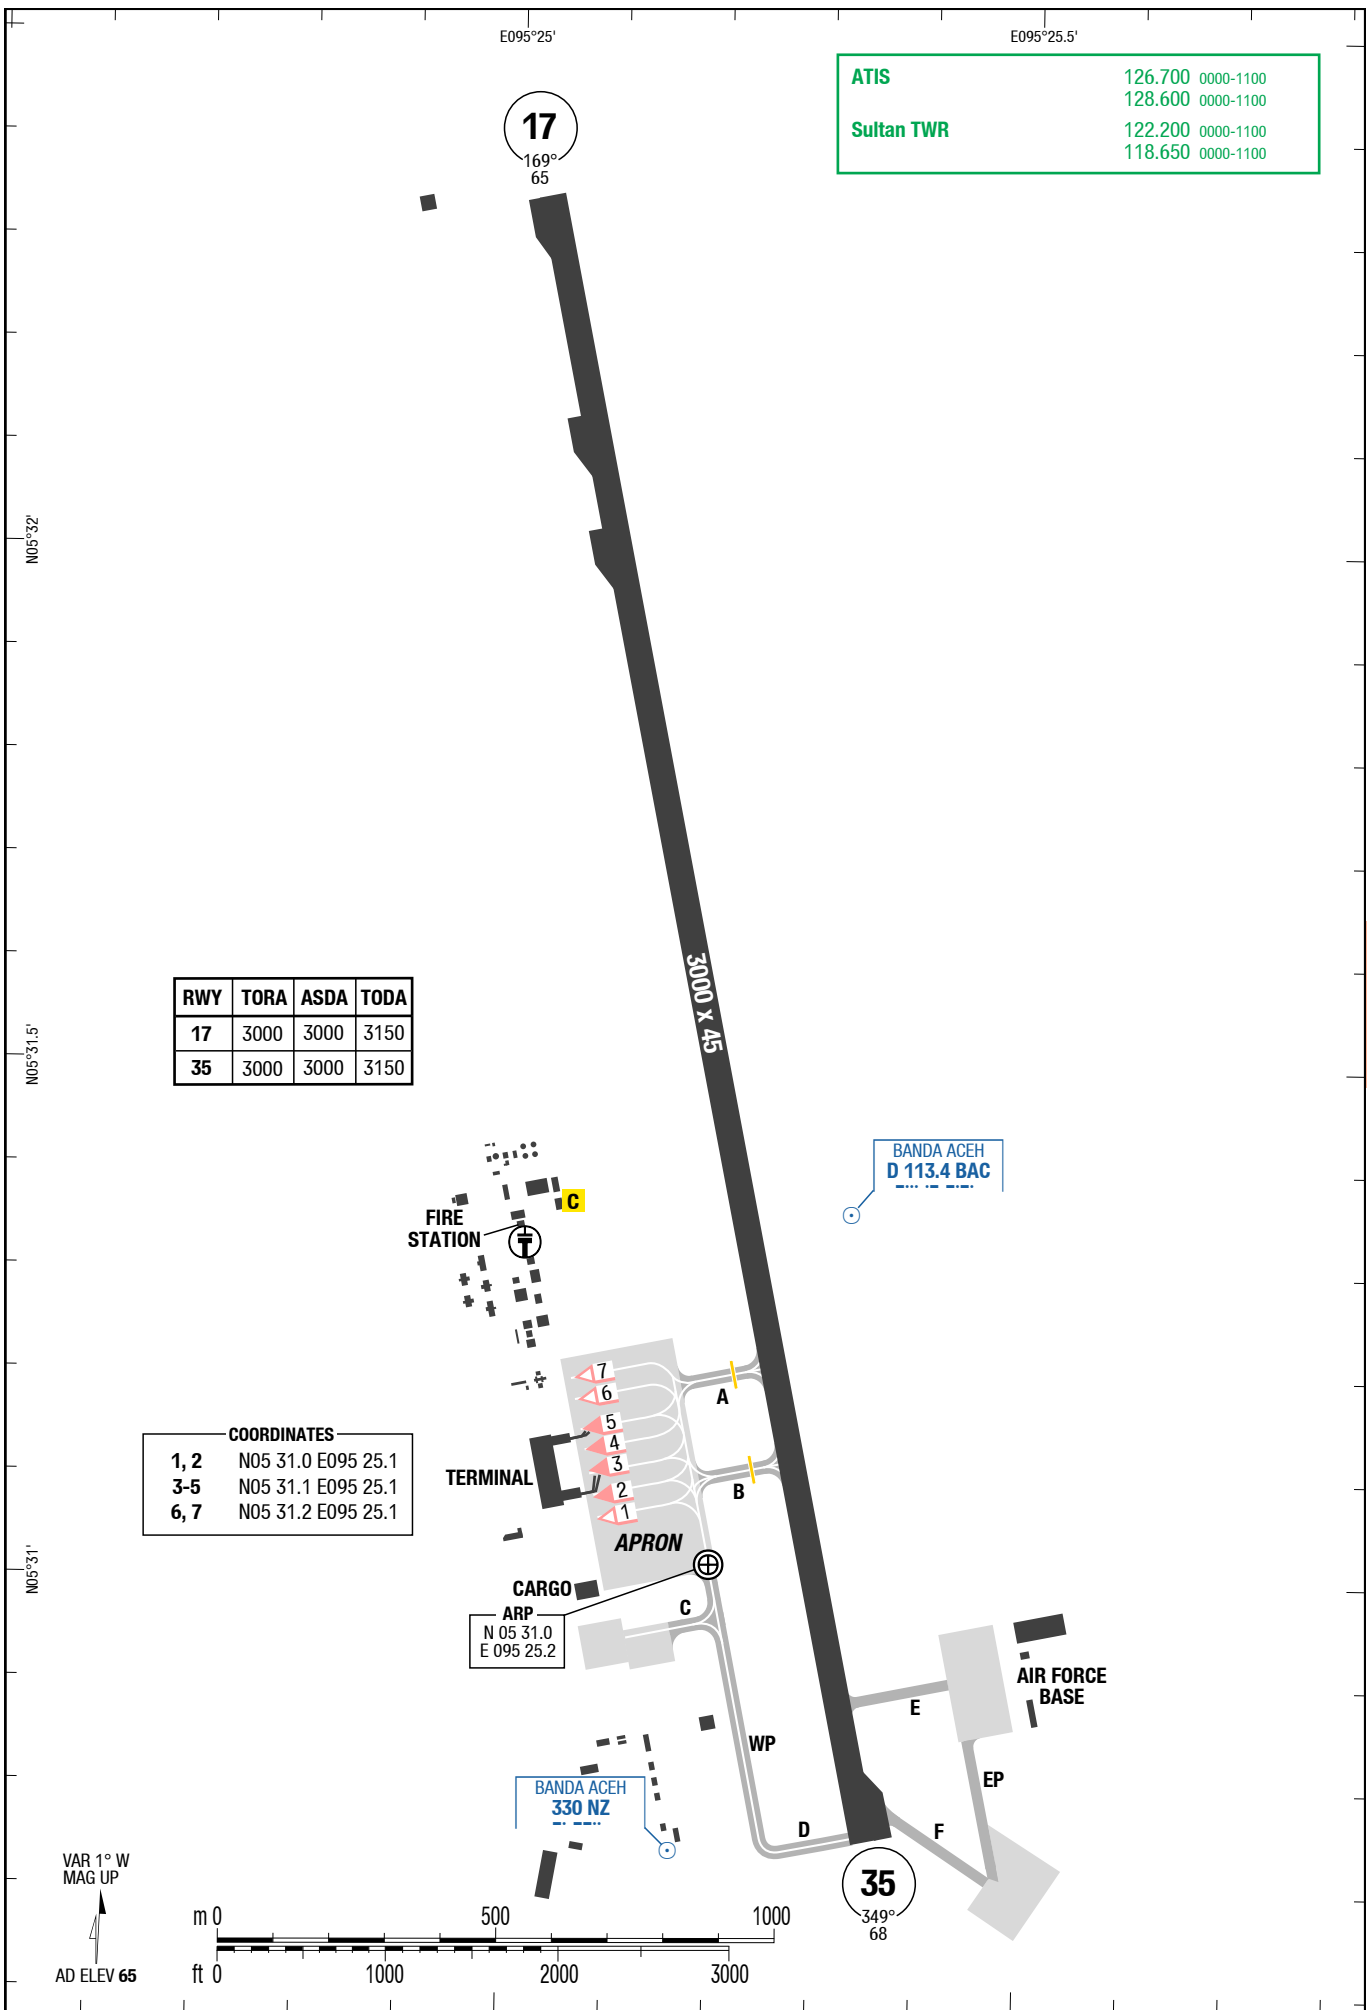 E095°25'
E095°25.5'
ATIS 126.700 0000-1100
128.600 0000-1100
Sultan TWR 122.200 0000-1100
118.650 0000-1100
17
169°
65
N05°32'
3000 x 45
RWY TORA ASDA TODA
17 3000 3000 3150
35 3000 3000 3150
N05°31.5'
BANDA ACEH
D 113.4 BAC
C
FIRE
STATION
7
6
5
4
3
2
1
A
B
TERMINAL
COORDINATES
1, 2 N05 31.0 E095 25.1
3-5 N05 31.1 E095 25.1
6, 7 N05 31.2 E095 25.1
APRON
N05°31'
CARGO
C
ARP
N 05 31.0
E 095 25.2
AIR FORCE
BASE
E
WP
EP
BANDA ACEH
330 NZ
D
F
35
349°
68
VAR 1° W
MAG UP
AD ELEV 65
m 0 500 1000
ft 0 1000 2000 3000